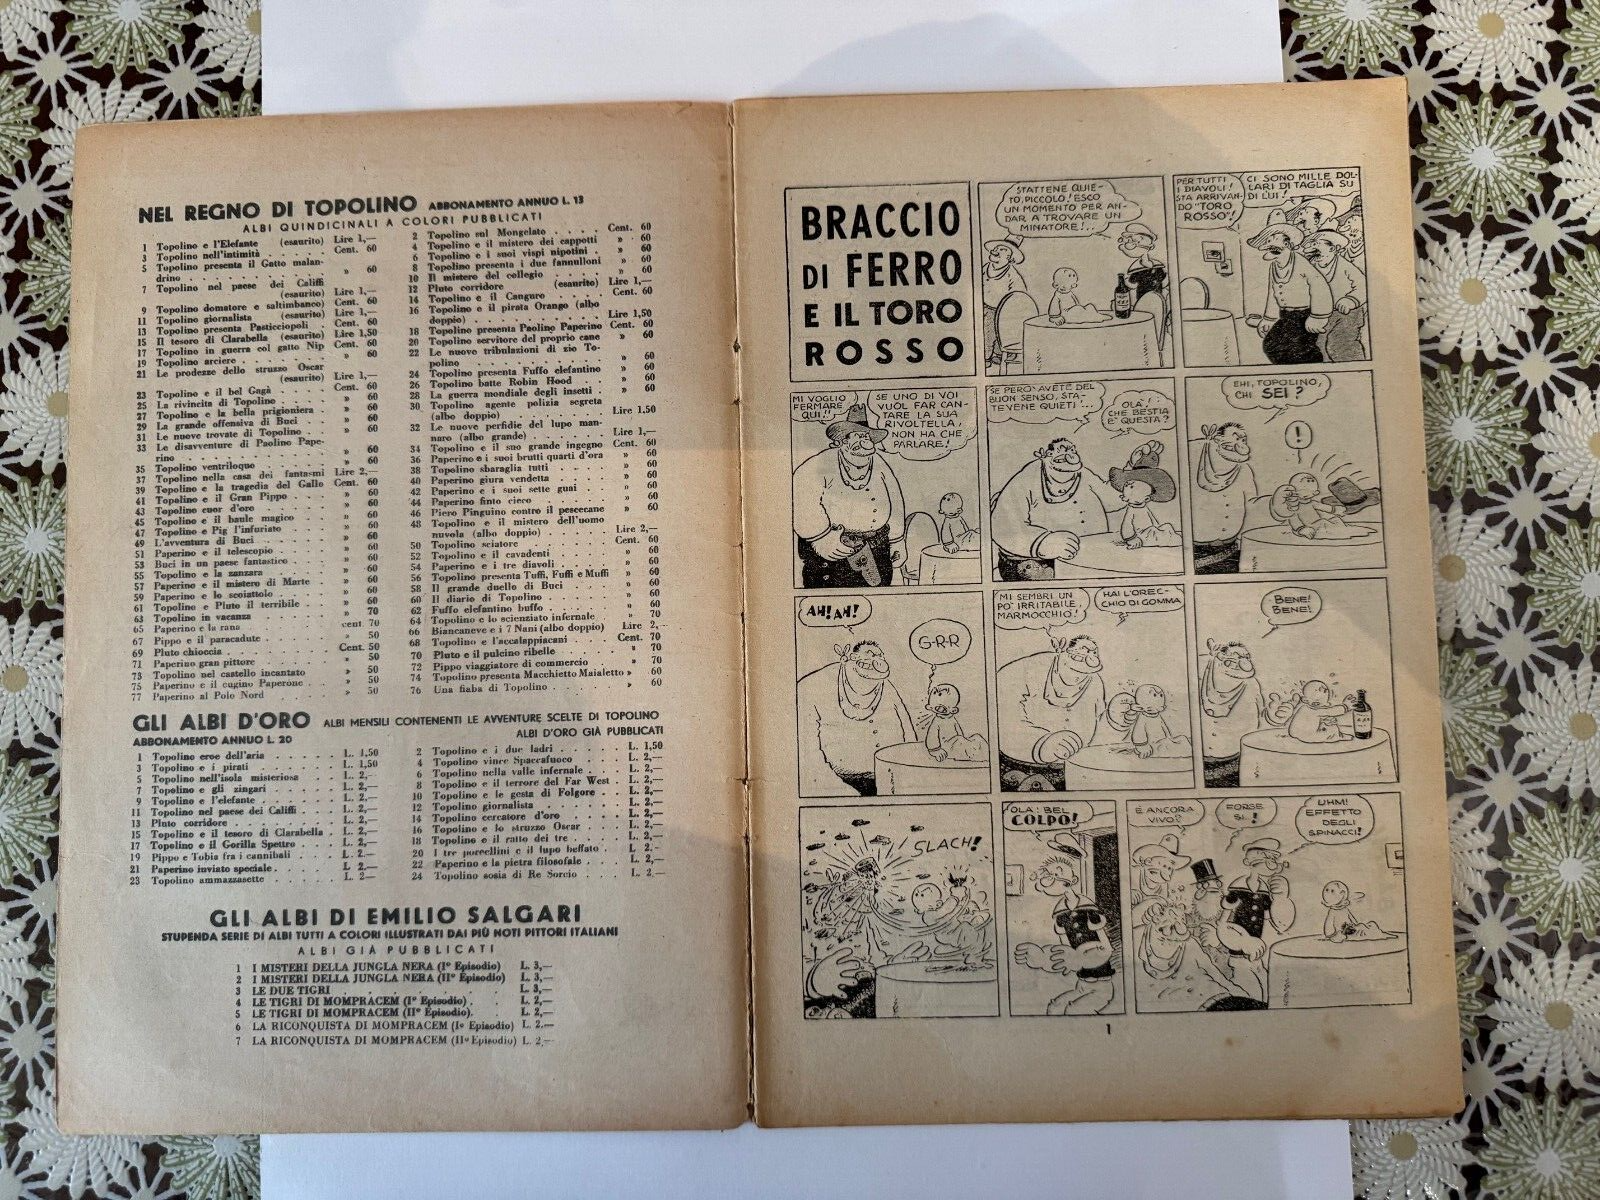 NEL REGNO DI TOPOLINO ABBONAMENTO ANNUO L. 13
ALBI QUINDICINALI A COLORI PUBBLICATI
1 Topolino e l'Elefante (esaurito) Lire 1,—
3 Topolino nell'intimità . . . Cent. 60
5 Topolino presenta il Gatto malan-
drino . . . . » 60
7 Topolino nel paese dei Califfi
(esaurito) Lire 1,—
9 Topolino domatore e saltimbanco Cent. 60
11 Topolino giornalista (esaurito) Lire 1,—
13 Topolino presenta Pasticciopoli . Cent. 60
15 Il tesoro di Clarabella (esaurito) Lire 1,50
17 Topolino in guerra col gatto Nip Cent. 60
19 Topolino arciere . . . . » 60
21 Le prodezze dello struzzo Oscar
(esaurito) Lire 1,—
23 Topolino e il bel Gagà . . . Cent. 60
25 La rivincita di Topolino . . . » 60
27 Topolino e la bella prigioniera . . » 60
29 La grande offensiva di Buci . . » 60
31 Le nuove trovate di Topolino . . » 60
33 Le disavventure di Paolino Pape-
rino . . . . » 60
35 Topolino ventriloquo » 60
37 Topolino nella casa dei fantasmi Lire 2,—
39 Topolino e la tragedia del Gallo Cent. 60
41 Topolino e il Gran Pippo . . . » 60
43 Topolino cuor d'oro . . . » 60
45 Topolino e il baule magico . . » 60
47 Topolino e Pig l'infuriato . . » 60
49 L'avventura di Buci . . . » 60
51 Paperino e il telescopio . . . » 60
53 Buci in un paese fantastico . . » 60
55 Topolino e la zanzara . . . » 60
57 Paperino e il mistero di Marte . » 60
59 Paperino e lo scoiattolo . . . » 60
61 Topolino e Pluto il terribile . . » 60
63 Topolino in vacanza . . . » 70
65 Paperino e la rana . . . cent. 70
67 Pippo e il paracadute . . . » 50
69 Pluto chioccia . . . Cent. 50
71 Paperino gran pittore . . . » 50
73 Topolino nel castello incantato » 50
75 Paperino e il cugino Paperone . » 50
77 Paperino al Polo Nord . . . » 50
2 Topolino sul Mongelato . . . . Cent. 60
4 Topolino e il mistero dei cappotti » 60
6 Topolino e i suoi vispi nipotini . » 60
8 Topolino presenta i due fannulloni » 60
10 Il mistero del collegio . . . . » 60
12 Pluto corridore (esaurito) Lire 1,—
14 Topolino e il Canguro . . . Cent. 60
16 Topolino e il pirata Orango (albo
doppio) . . . . Lire 1,50
18 Topolino presenta Paolino Paperino Cent. 60
20 Topolino servitore del proprio cane » 60
22 Le nuove tribulazioni di zio To-
polino . . . . » 60
24 Topolino presenta Fuffo elefantino » 60
26 Topolino batte Robin Hood . . » 60
28 La guerra mondiale degli insetti . » 60
30 Topolino agente polizia segreta
(albo doppio) . . . . Lire 1.50
32 Le nuove perfidie del lupo man-
naro (albo grande) . . . Lire 1,—
34 Topolino e il suo grande ingegno Cent. 60
36 Paperino e i suoi brutti quarti d'ora » 60
38 Topolino sbaraglia tutti . . . » 60
40 Paperino giura vendetta . . . » 60
42 Paperino e i suoi sette guai . . » 60
44 Paperino finto cieco . . . » 60
46 Piero Pinguino contro il pescecane » 60
48 Topolino e il mistero dell'uomo
nuvola (albo doppio) . . . Lire 2,—
50 Topolino sciatore . . . Cent. 60
52 Topolino e il cavadenti . . . » 60
54 Paperino e i tre diavoli . . . » 60
56 Topolino presenta Tuffi, Fuffi e Muffi » 60
58 Il grande duello di Buci . . . » 60
60 Il diario di Topolino . . . » 60
62 Fuffo elefantino buffo . . . » 60
64 Topolino e lo scienziato infernale . » 70
66 Biancaneve e i 7 Nani (albo doppio) Lire 2,—
68 Topolino e l'accalappiacani . . Cent. 70
70 Pluto e il pulcino ribelle . . . » 70
72 Pippo viaggiatore di commercio » 70
74 Topolino presenta Macchietto Maialetto » 60
76 Una fiaba di Topolino . . . » 60
GLI ALBI D'ORO ALBI MENSILI CONTENENTI LE AVVENTURE SCELTE DI TOPOLINO
ABBONAMENTO ANNUO L. 20 ALBI D'ORO GIÀ PUBBLICATI
1 Topolino eroe dell'aria . . . . L. 1,50
3 Topolino e i pirati . . . . L. 1,50
5 Topolino nell'isola misteriosa . . L. 2,—
7 Topolino e gli zingari . . . L. 2,—
9 Topolino e l'elefante . . . . L. 2,—
11 Topolino nel paese dei Califfi . . L. 2,—
13 Pluto corridore . . . . L. 2,—
15 Topolino e il tesoro di Clarabella . L. 2,—
17 Topolino e il Gorilla Spettro . . L. 2,—
19 Pippo e Tobia fra i cannibali . . L. 2.—
21 Paperino inviato speciale . . . L. 2,—
23 Topolino ammazzasette . . . L. 2—
2 Topolino e i due ladri . . . . L. 1,50
4 Topolino vince Spaccafuoco . . L. 2,—
6 Topolino nella valle infernale . . L. 2,—
8 Topolino e il terrore del Far West . L. 2,—
10 Topolino e le gesta di Folgore . . L. 2,—
12 Topolino giornalista . . . . L. 2,—
14 Topolino cercatore d'oro . . . L. 2,—
16 Topolino e lo struzzo Oscar . . L. 2,—
18 Topolino e il ratto dei tre . . . L. 2,—
20 I tre porcellini e il lupo beffato . . L. 2.-
22 Paperino e la pietra filosofale . . L. 2,—
24 Topolino sosia di Re Sorcio . . L. 2.—
GLI ALBI DI EMILIO SALGARI
STUPENDA SERIE DI ALBI TUTTI A COLORI ILLUSTRATI DAI PIÙ NOTI PITTORI ITALIANI
ALBI GIÀ PUBBLICATI
1 I MISTERI DELLA JUNGLA NERA (Iº Episodio) L. 3,—
2 I MISTERI DELLA JUNGLA NERA (IIº Episodio) L. 3,—
3 LE DUE TIGRI . . . . L. 3,—
4 LE TIGRI DI MOMPRACEM (Iº Episodio) . L. 2,—
5 LE TIGRI DI MOMPRACEM (IIº Episodio). L. 2,—
6 LA RICONQUISTA DI MOMPRACEM (Iº Episodio) L. 2.—
7 LA RICONQUISTA DI MOMPRACEM (IIº Episodio) L. 2,—
BRACCIO
DI FERRO
E IL TORO
ROSSO
STATTENE QUIE-
TO, PICCOLO! ESCO
UN MOMENTO PER AN-
DAR A TROVARE UN
MINATORE!...
PER TUTTI
I DIAVOLI!
STA ARRIVAN-
DO "TORO
ROSSO"!
CI SONO MILLE DOL-
LARI DI TAGLIA SU
DI LUI!
MI VOGLIO
FERMARE
QUI!
SE UNO DI VOI
VUOL FAR CAN-
TARE LA SUA
RIVOLTELLA,
NON HA CHE
PARLARE!
SE PERO' AVETE DEL
BUON SENSO, STA-
TEVENE QUIETI!...
OLA'!
CHE BESTIA
E' QUESTA?
EHI, TOPOLINO,
CHI SEI?
!
AH! AH!
G-R-R
MI SEMBRI UN
PO' IRRITABILE,
MARMOCCHIO!
HAI L'OREC-
CHIO DI GOMMA
BENE!
BENE!
SLACH!
OLA! BEL
COLPO!
È ANCORA
VIVO?
FORSE
SI!
UHM!
EFFETTO
DEGLI
SPINACCI!
1